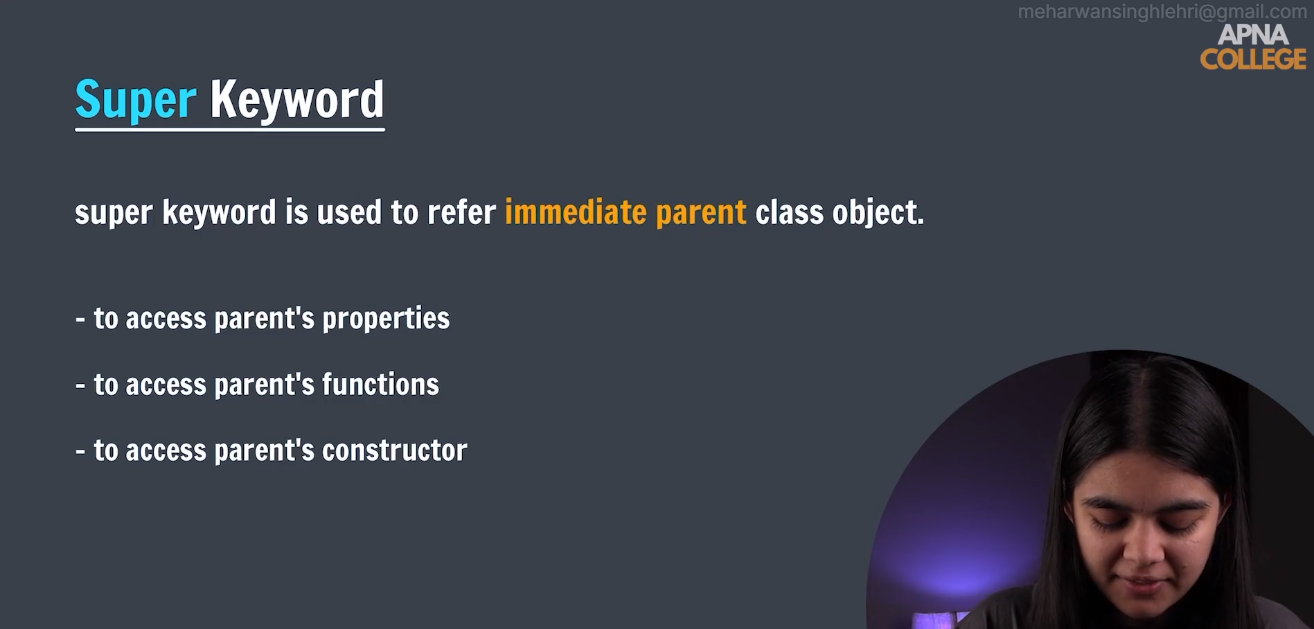 meharwansinghlehri@gmail.com
APNA
COLLEGE
Super Keyword
super keyword is used to refer immediate parent class object.
- to access parent's properties
- to access parent's functions
- to access parent's constructor